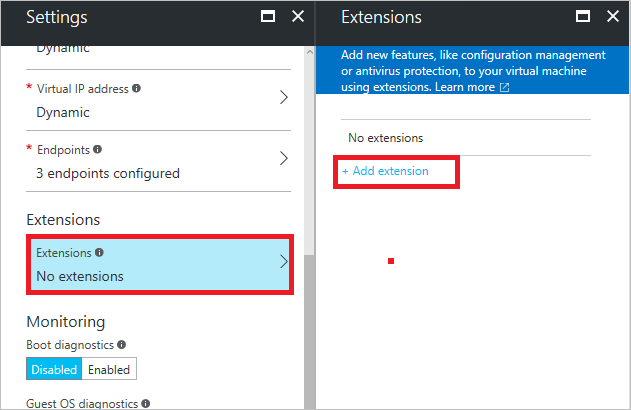 Settings
Dynamic
* Virtual IP address
Dynamic
* Endpoints
3 endpoints configured
Extensions
Extensions
No extensions
Monitoring
Boot diagnostics
Disabled Enabled
Guest OS diagnostics
Extensions
Add new features, like configuration management
or antivirus protection, to your virtual machine
using extensions. Learn more
No extensions
+ Add extension